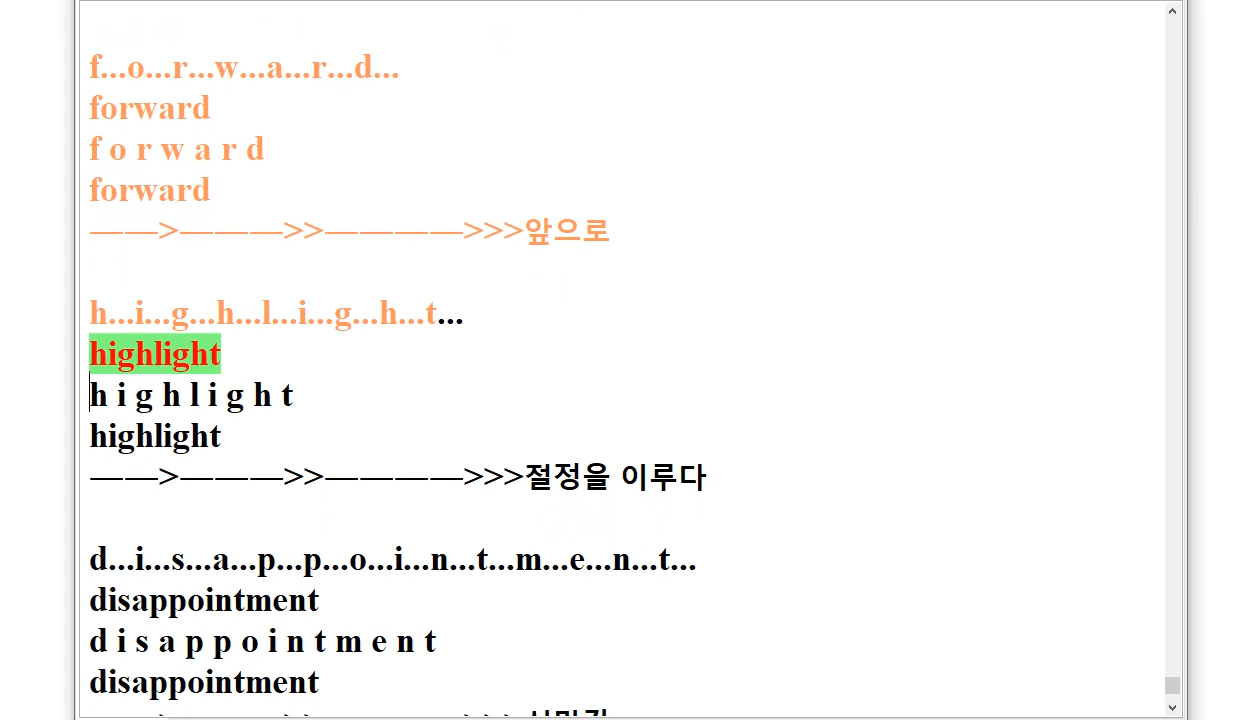 f...o...r...w...a...r...d...
forward
f o r w a r d
forward
——>———>>————>>>앞으로
h...i...g...h...l...i...g...h...t...
highlight
h i g h l i g h t
highlight
——>———>>————>>>절정을 이루다
d...i...s...a...p...p...o...i...n...t...m...e...n...t...
disappointment
d i s a p p o i n t m e n t
disappointment